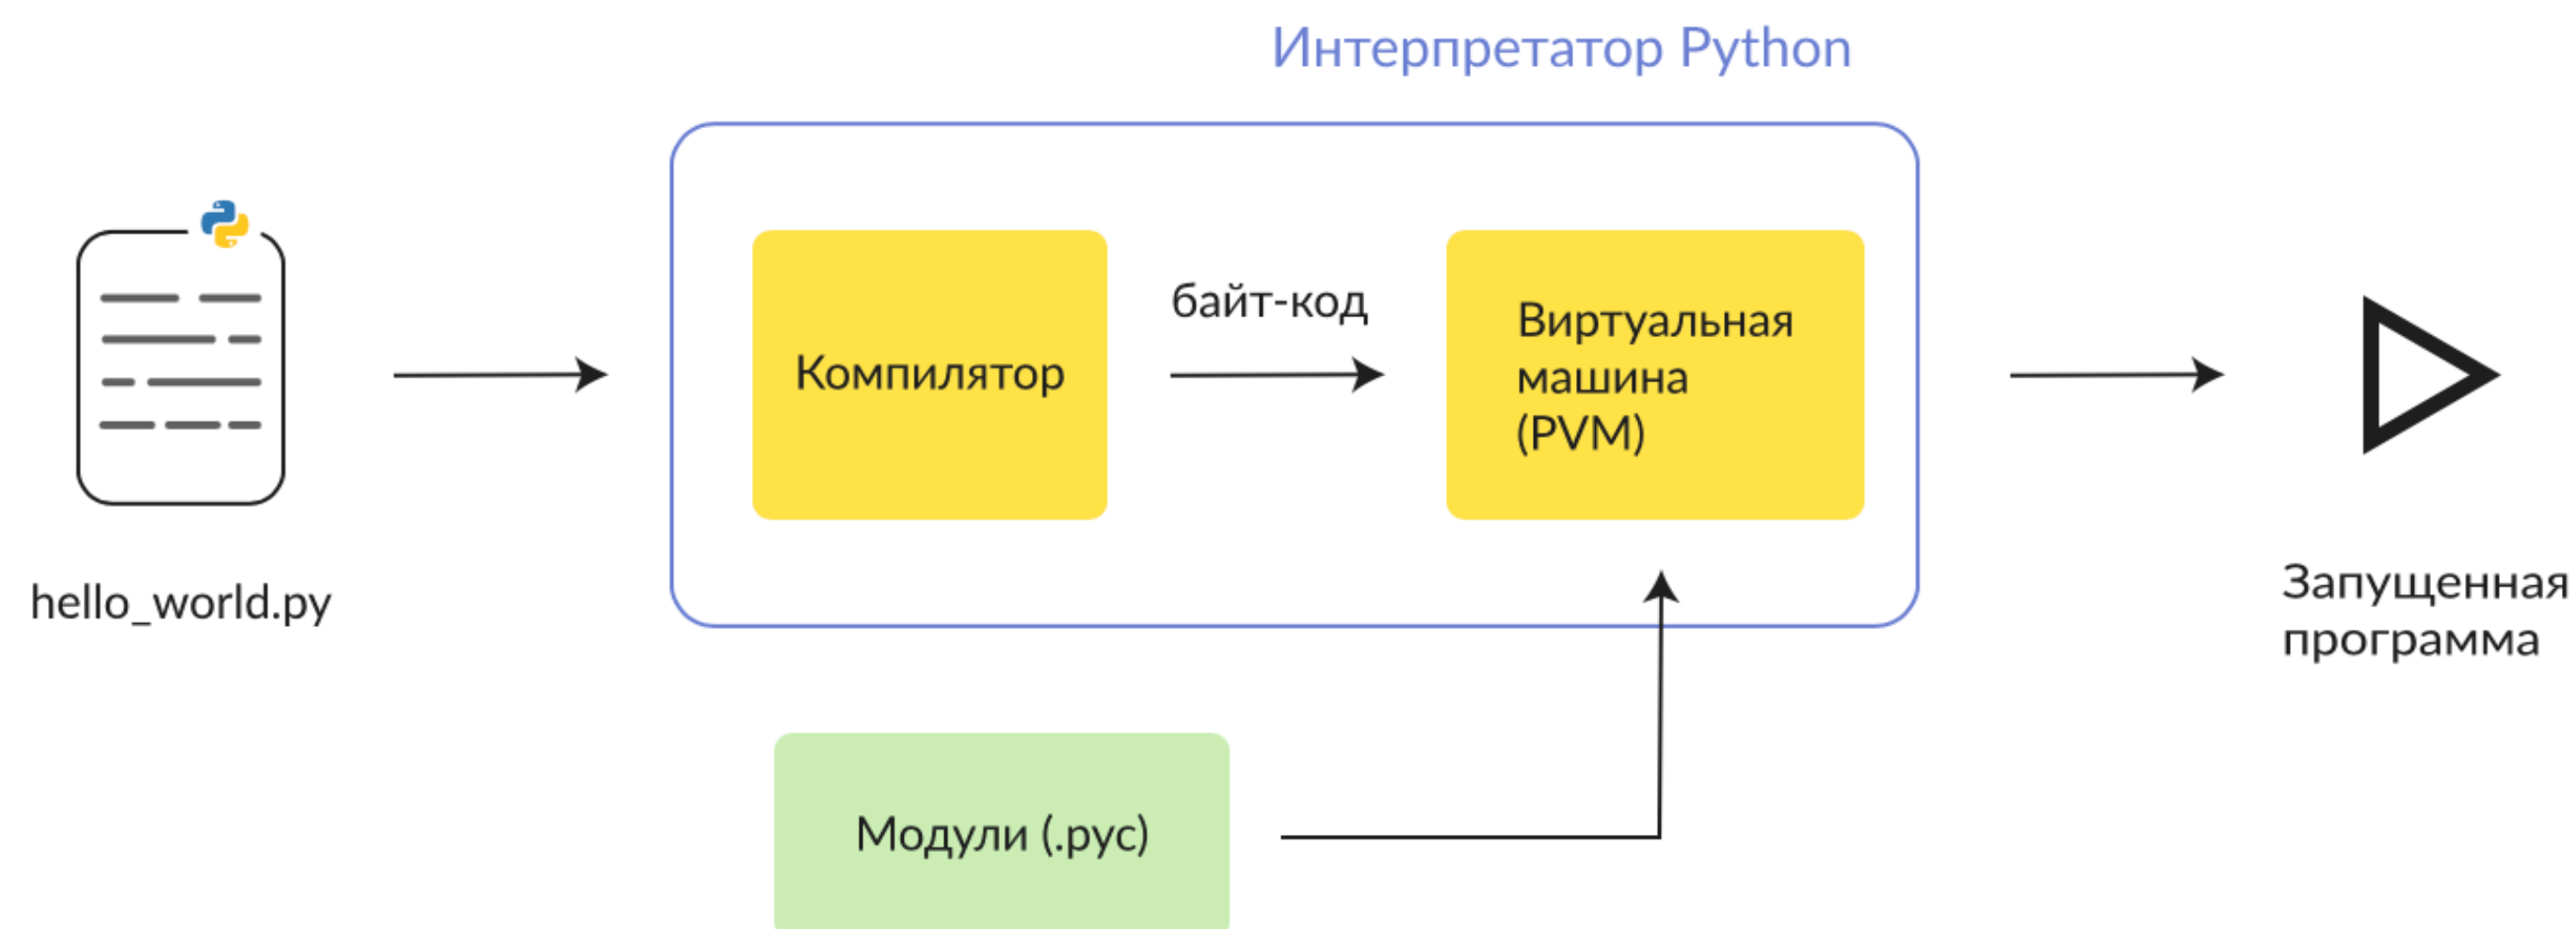 Интерпретатор Python
байт-код
Компилятор
Виртуальная
машина
(PVM)
hello_world.py
Запущенная
программа
Модули (.pyc)